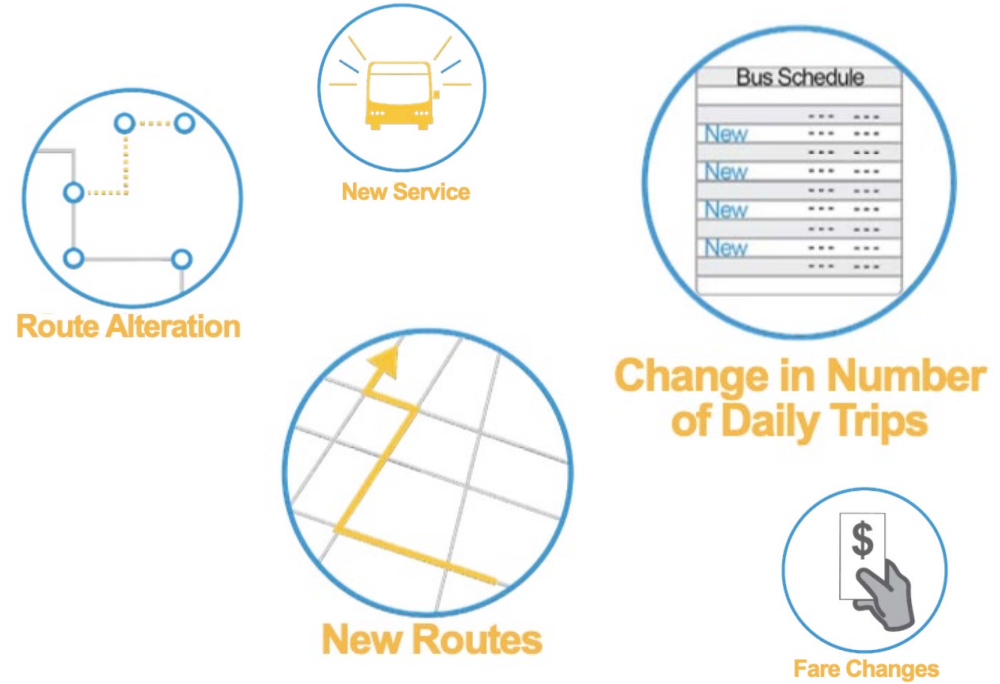 New Service
Route Alteration
Bus Schedule
New
New
New
New
Change in Number
of Daily Trips
New Routes
$
Fare Changes